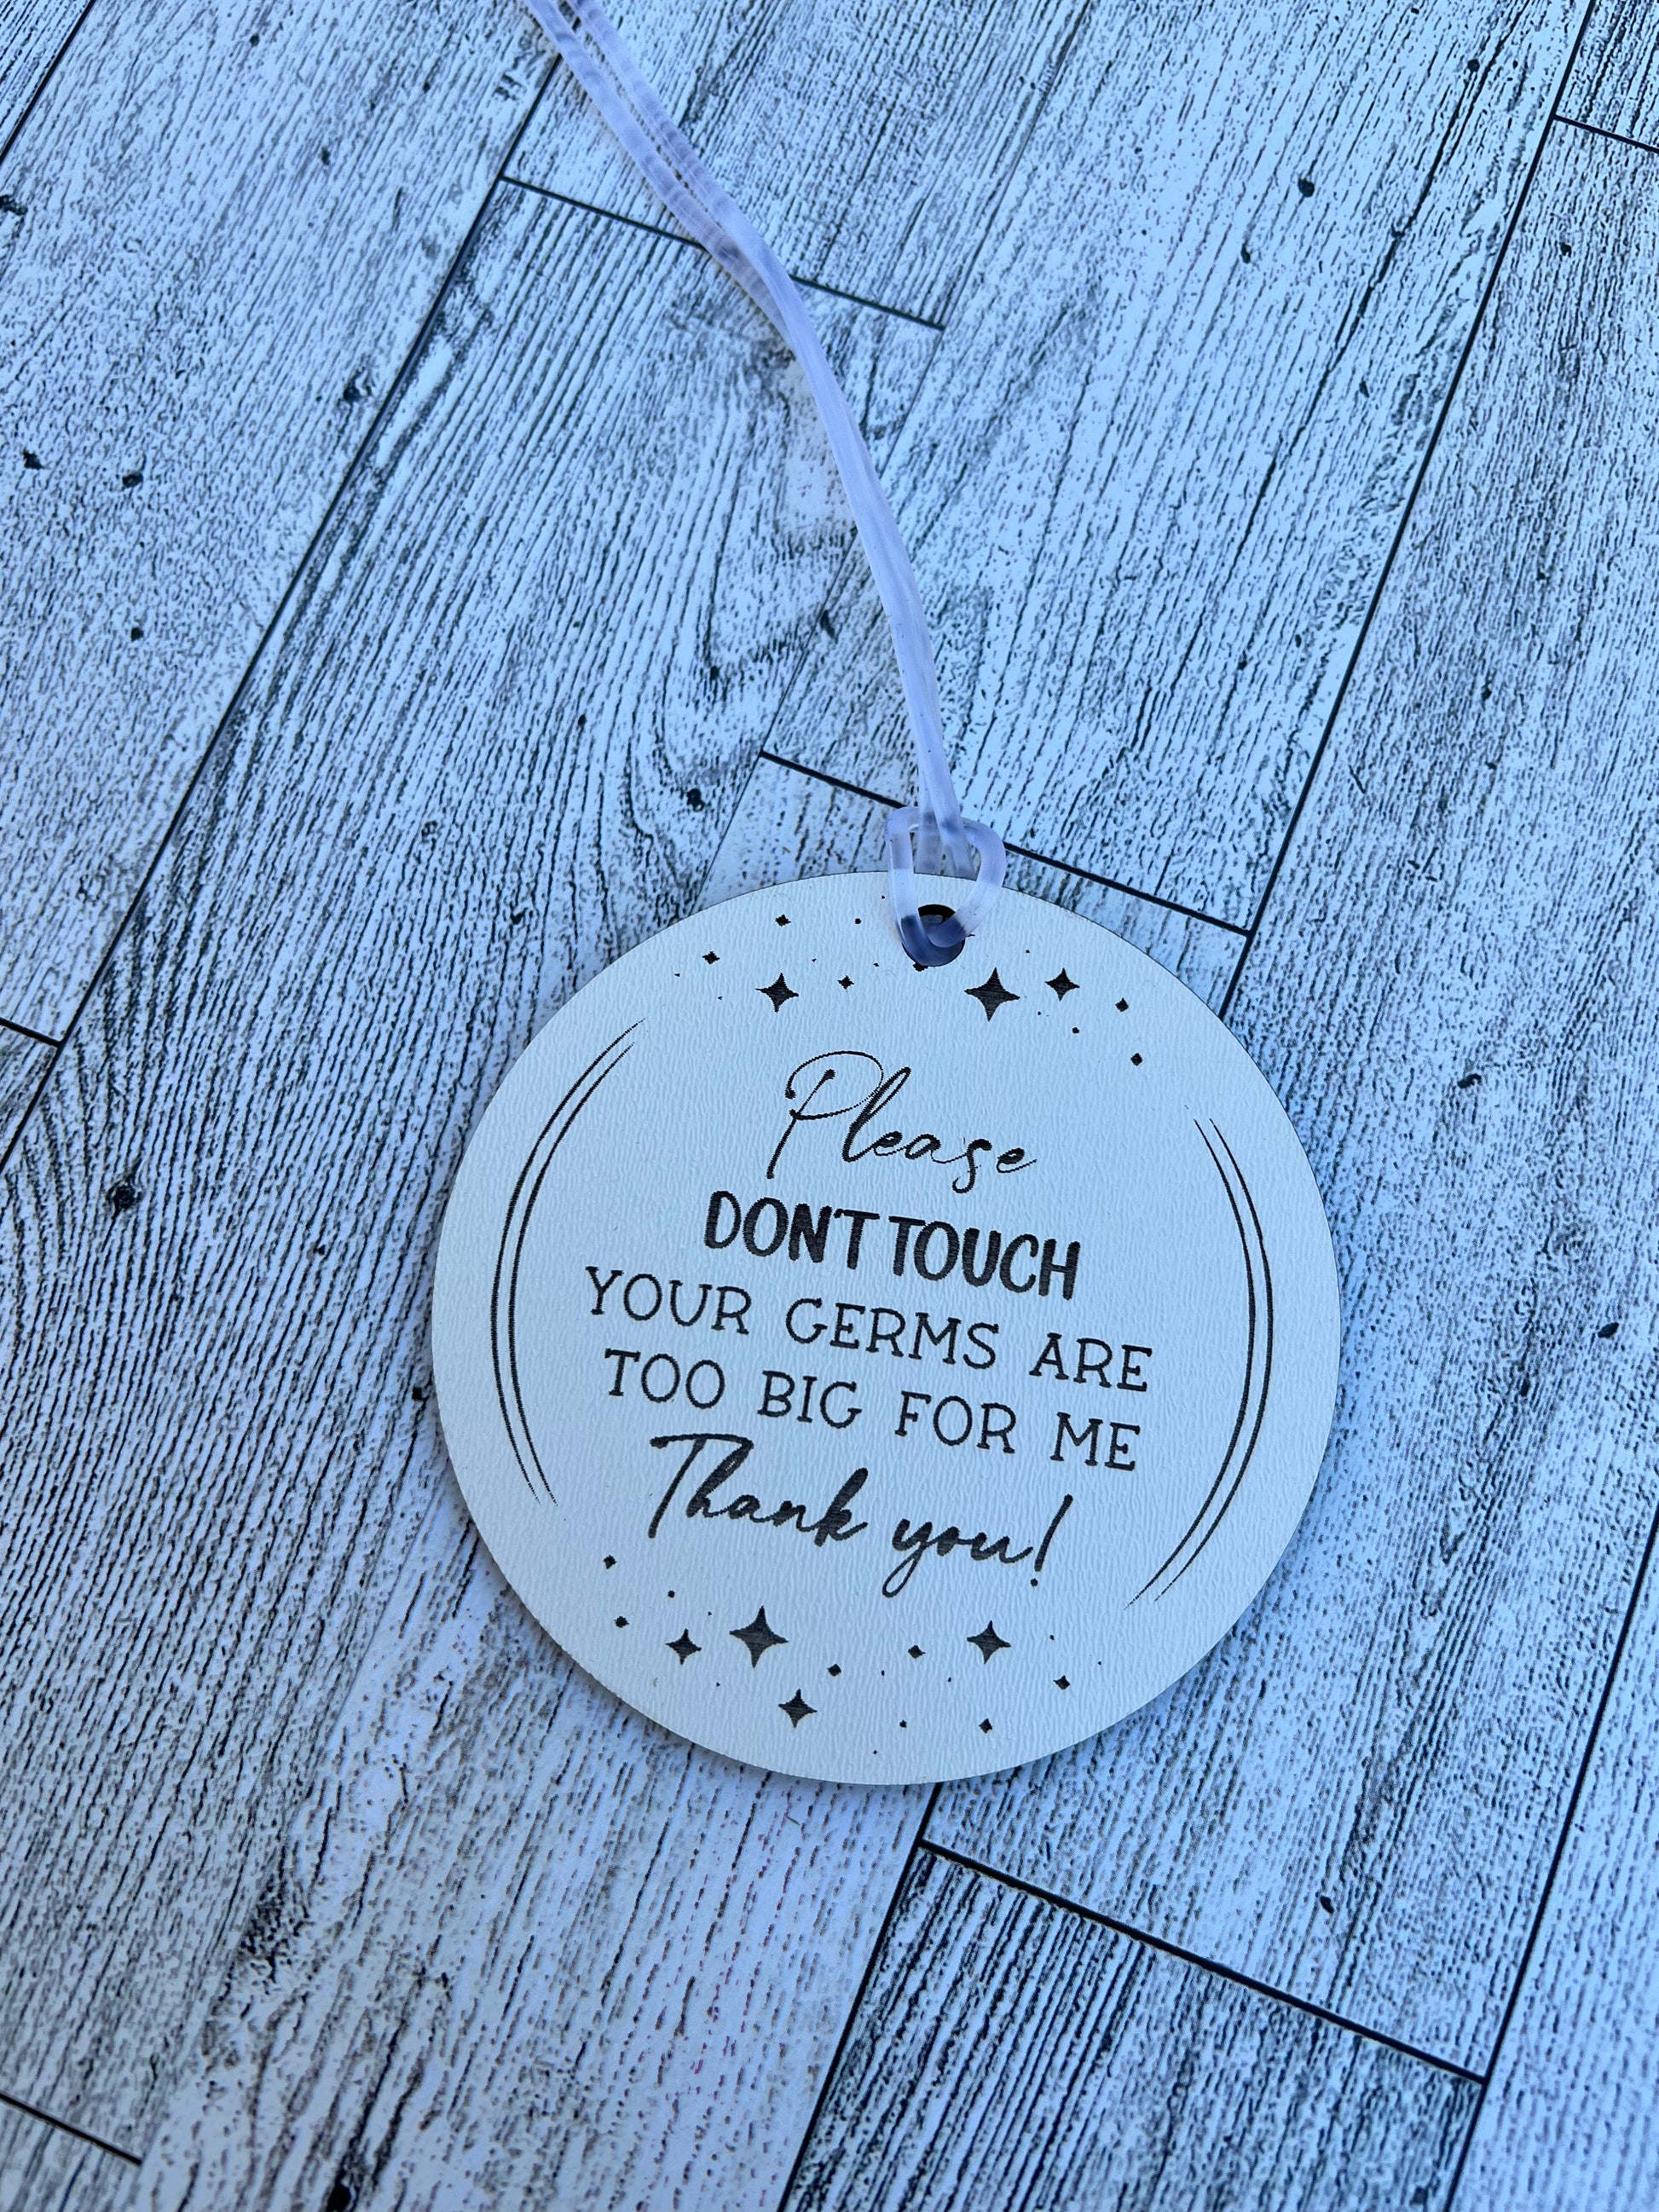 Please
DON'T TOUCH
YOUR GERMS ARE
TOO BIG FOR ME
Thank you!